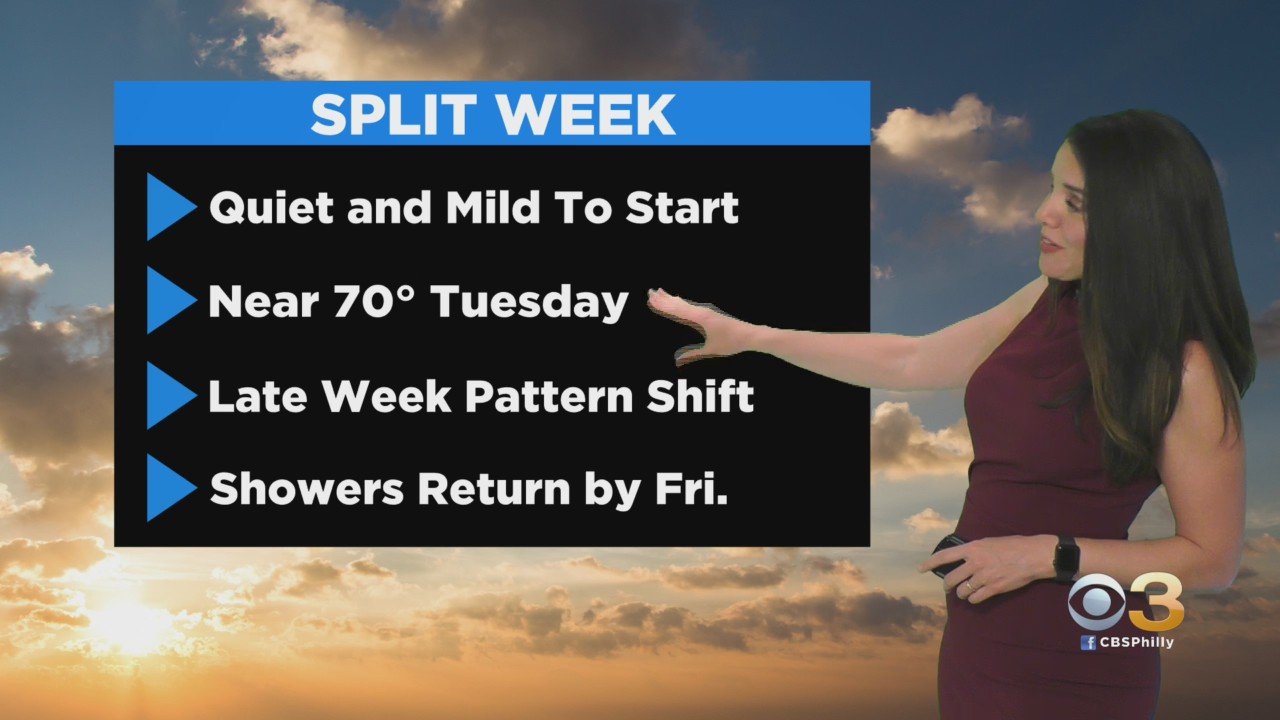 SPLIT WEEK
Quiet and Mild To Start
Near 70° Tuesday
Late Week Pattern Shift
Showers Return by Fri.
3
f CBSPhilly